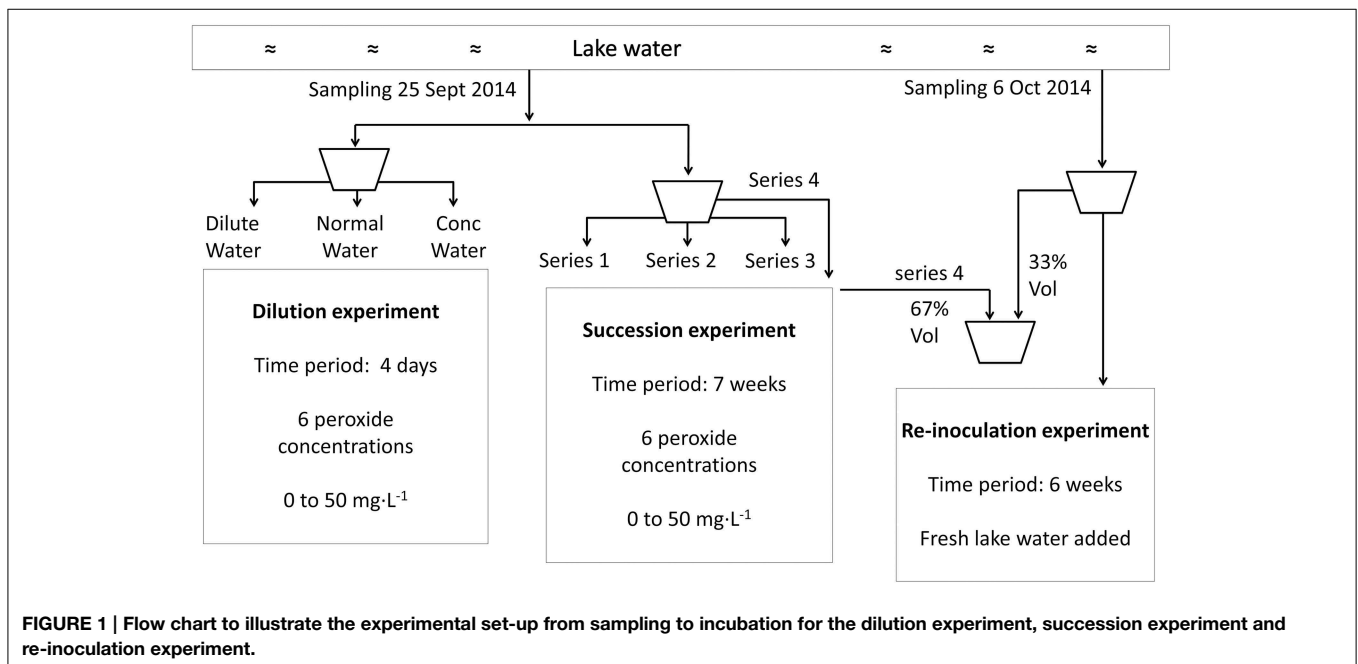 ≈ ≈ ≈ Lake water ≈ ≈ ≈
Sampling 25 Sept 2014
Sampling 6 Oct 2014
Dilute
Water
Normal
Water
Conc
Water
Series 4
Series 1
Series 2
Series 3
series 4
67%
Vol
33%
Vol
Dilution experiment
Time period: 4 days
6 peroxide
concentrations
0 to 50 mg·L⁻¹
Succession experiment
Time period: 7 weeks
6 peroxide
concentrations
0 to 50 mg·L⁻¹
Re-inoculation experiment
Time period: 6 weeks
Fresh lake water added
FIGURE 1 | Flow chart to illustrate the experimental set-up from sampling to incubation for the dilution experiment, succession experiment and
re-inoculation experiment.